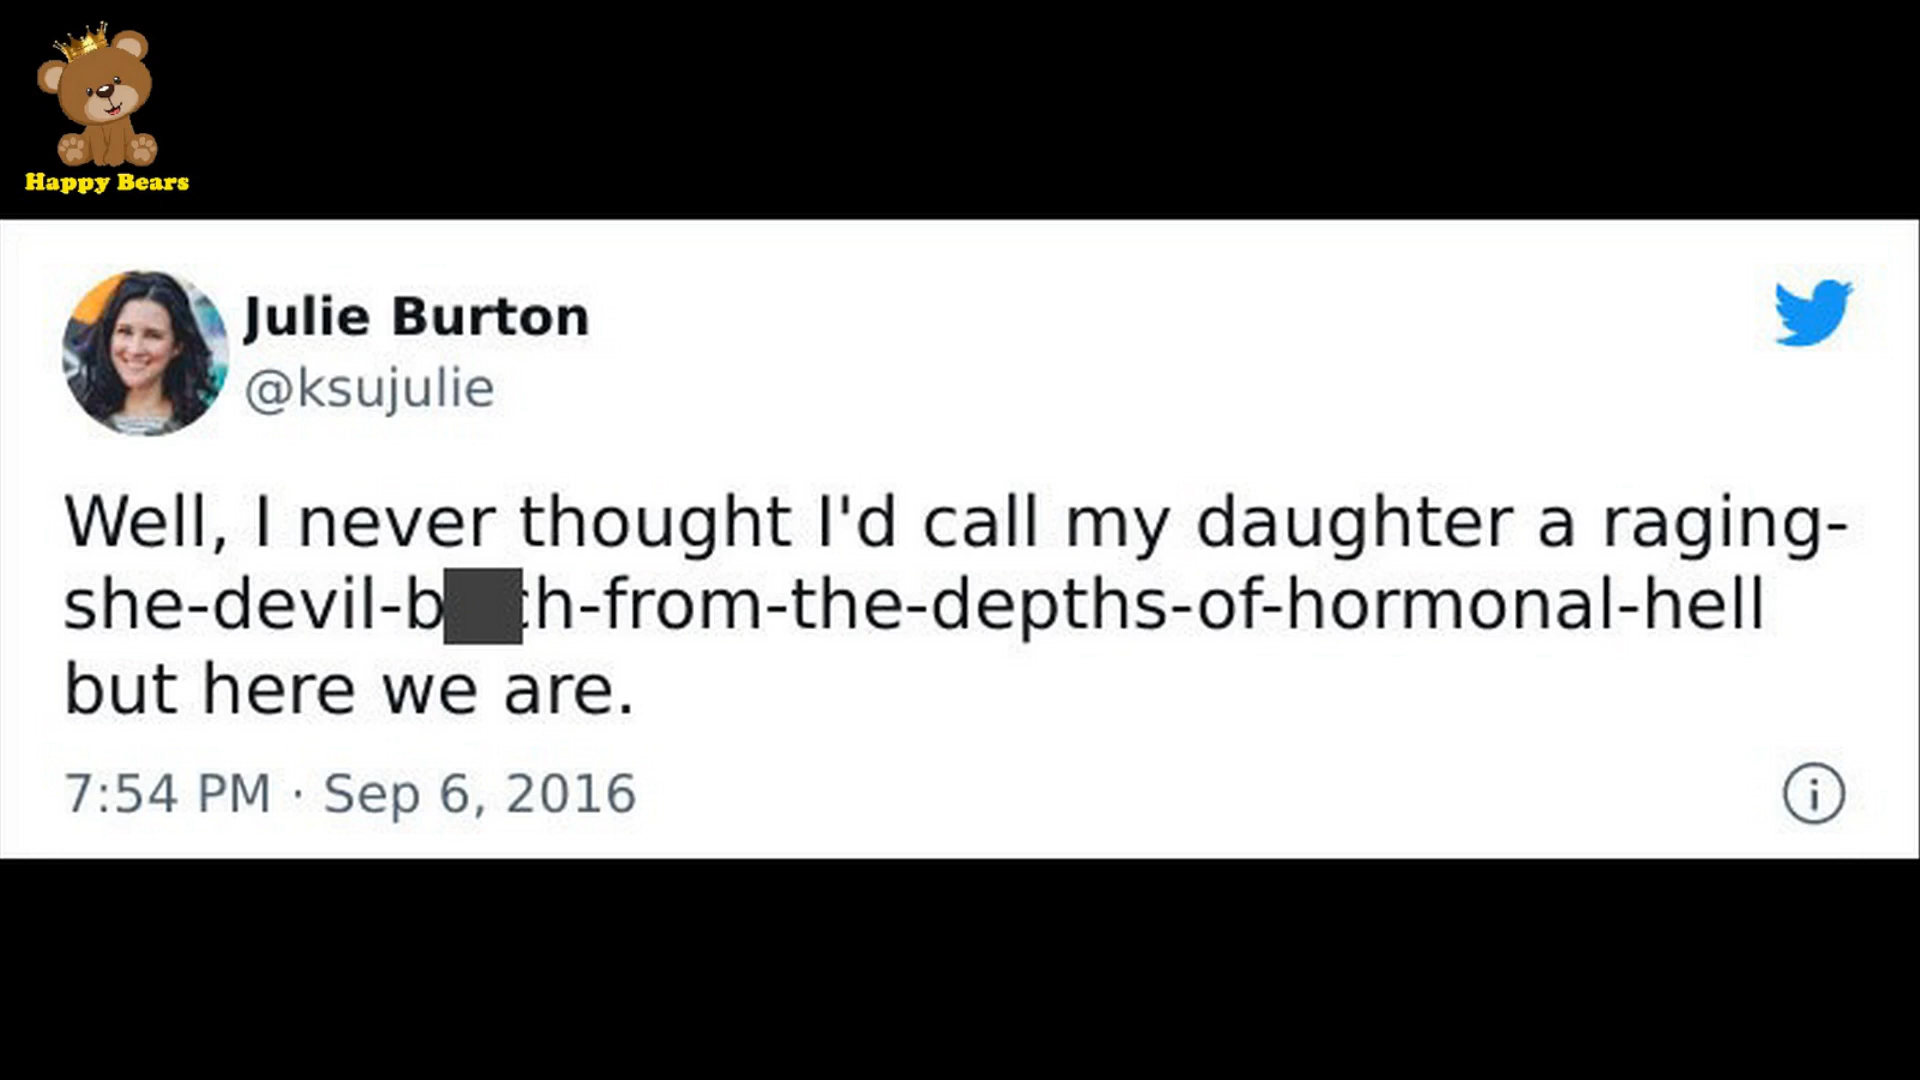 Happy Bears
Julie Burton
@ksujulie
Well, I never thought I'd call my daughter a raging-
she-devil-b ch-from-the-depths-of-hormonal-hell
but here we are.
7:54 PM · Sep 6, 2016